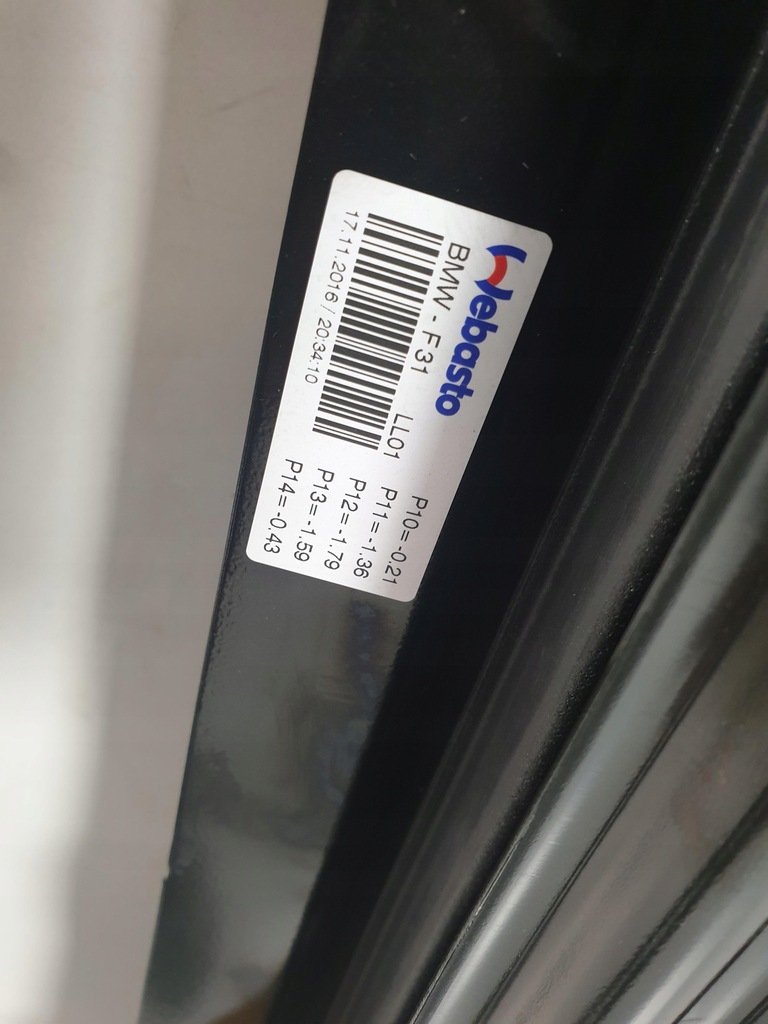 Webasto
BMW - F31 LL01
17.11.2016 / 20:34:10
P10=-0.21
P11=-1.36
P12=-1.79
P13=-1.59
P14=-0.43